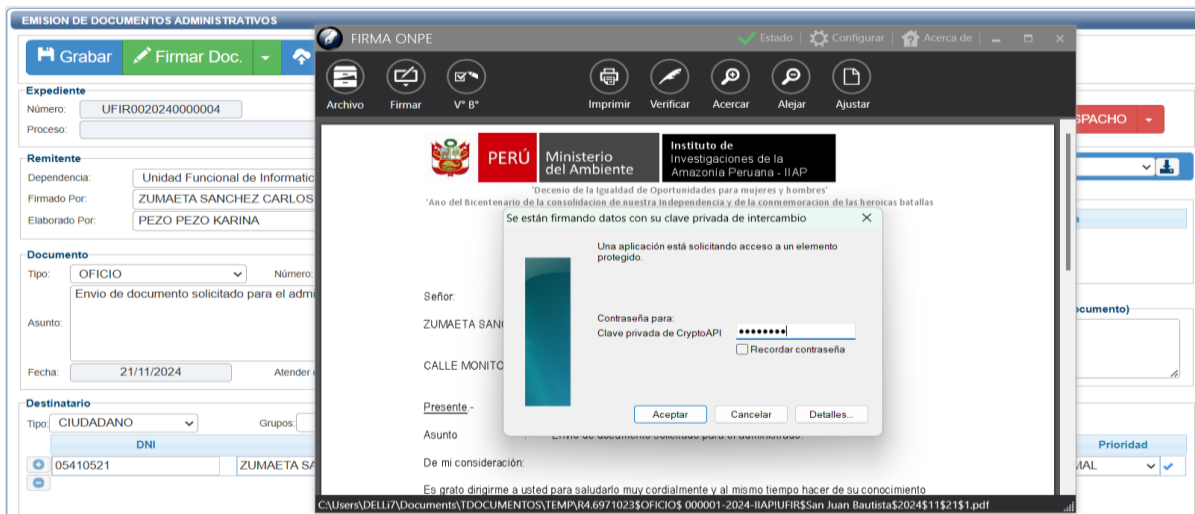 EMISION DE DOCUMENTOS ADMINISTRATIVOS
Grabar
Firmar Doc.
Expediente
Número: UFIR0020240000004
Proceso:
Remitente
Dependencia: Unidad Funcional de Informatic
Firmado Por: ZUMAETA SANCHEZ CARLOS
Elaborado Por: PEZO PEZO KARINA
Documento
Tipo: OFICIO Número:
Envio de documento solicitado para el admi
Asunto:
Fecha: 21/11/2024 Atender
Destinatario
Tipo: CIUDADANO Grupos:
DNI
05410521 ZUMAETA SA
FIRMA ONPE
Estado Configurar Acerca de
Archivo Firmar V° B° Imprimir Verificar Acercar Alejar Ajustar
PERÚ
Ministerio
del Ambiente
Instituto de
Investigaciones de la
Amazonía Peruana - IIAP
"Decenio de la Igualdad de Oportunidades para mujeres y hombres"
"Ano del Bicentenario de la consolidacion de nuestra Independencia y de la conmemoracion de las heroicas batallas
Se están firmando datos con su clave privada de intercambio
Una aplicación está solicitando acceso a un elemento
protegido.
Contraseña para:
Clave privada de CryptoAPI ••••••••
Recordar contraseña
Aceptar Cancelar Detalles...
Señor:
ZUMAETA SAN
CALLE MONITO
Presente.-
Asunto : Envio de documento solicitado para el administrado.
De mi consideración:
Es grato dirigirme a usted para saludarlo muy cordialmente y al mismo tiempo hacer de su conocimiento
C:\Users\DELLi7\Documents\TDOCUMENTOS\TEMP\R4.6971023$OFICIO$ 000001-2024-IIAP!UFIR$San Juan Bautista$2024$11$21$1.pdf
SPACHO
ocumento)
Prioridad
MAL